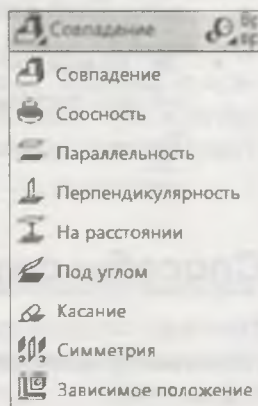 Совпадение
Совпадение
Соосность
Параллельность
Перпендикулярность
На расстоянии
Под углом
Касание
Симметрия
Зависимое положение